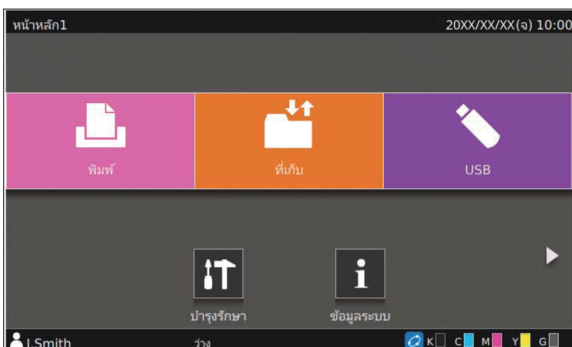 หน้าหลัก1 20XX/XX/XX(จ) 10:00
พิมพ์ ที่เก็บ USB
บำรุงรักษา ข้อมูลระบบ
I.Smith ว่าง K C M Y G